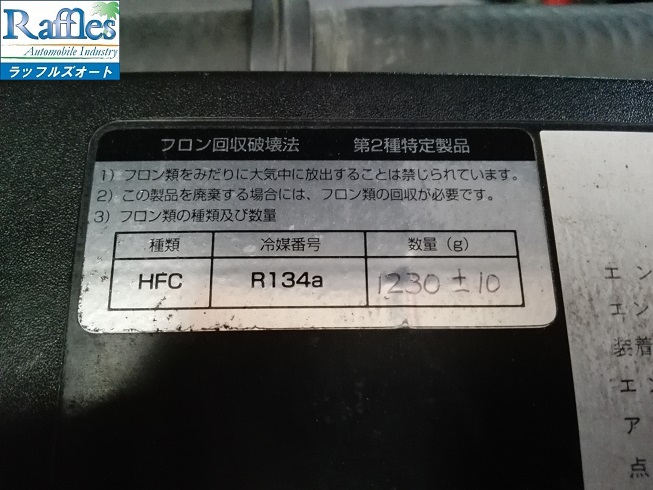 Raffles
Automobile Industry
ラッフルズオート
フロン回収破壊法 第2種特定製品
1) フロン類をみだりに大気中に放出することは禁じられています。
2) この製品を廃棄する場合には、フロン類の回収が必要です。
3) フロン類の種類及び数量
種類 冷媒番号 数量 (g)
HFC R134a 1230±10
エン
エン
装着
エン
ア
点